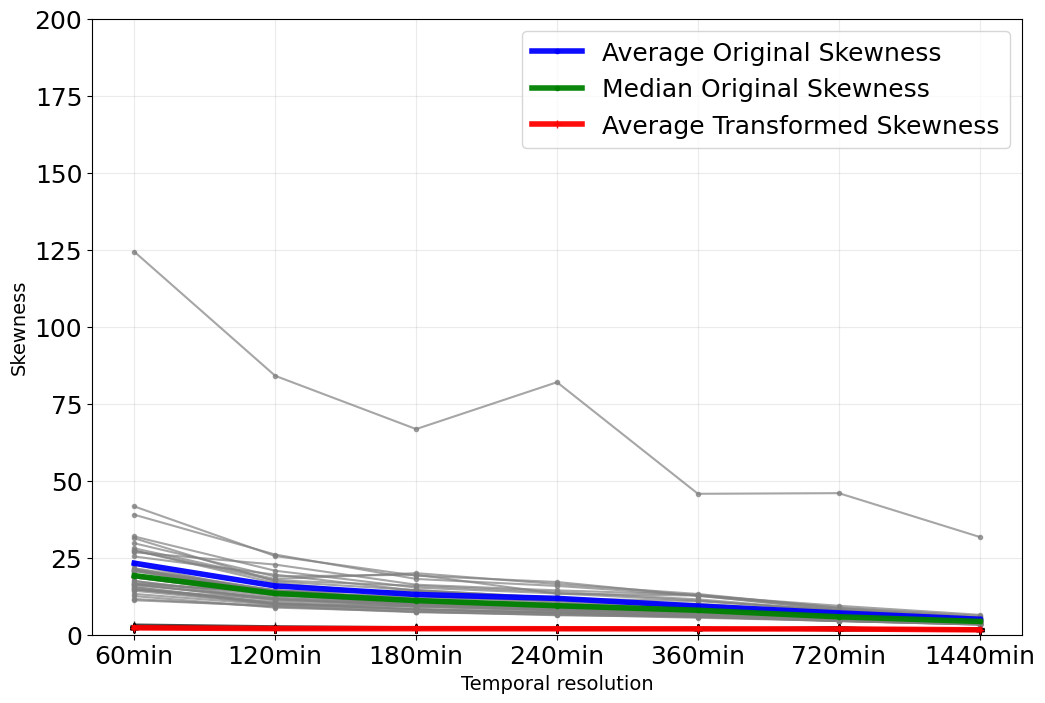 200
175
150
125
100
75
50
25
0
Skewness
Average Original Skewness
Median Original Skewness
Average Transformed Skewness
60min 120min 180min 240min 360min 720min 1440min
Temporal resolution